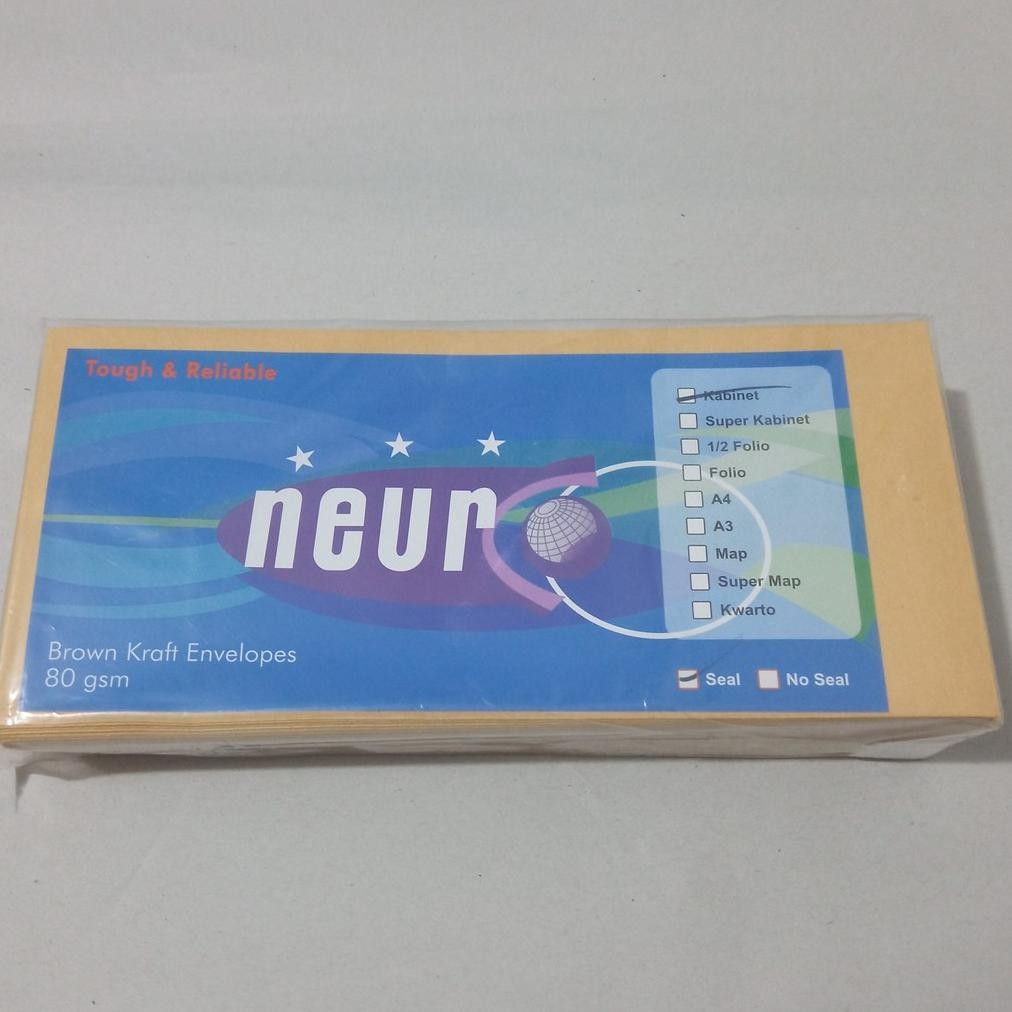 Tough & Reliable
neuro
Brown Kraft Envelopes
80 gsm
Kabinet
Super Kabinet
1/2 Folio
Folio
A4
A3
Map
Super Map
Kwarto
Seal No Seal